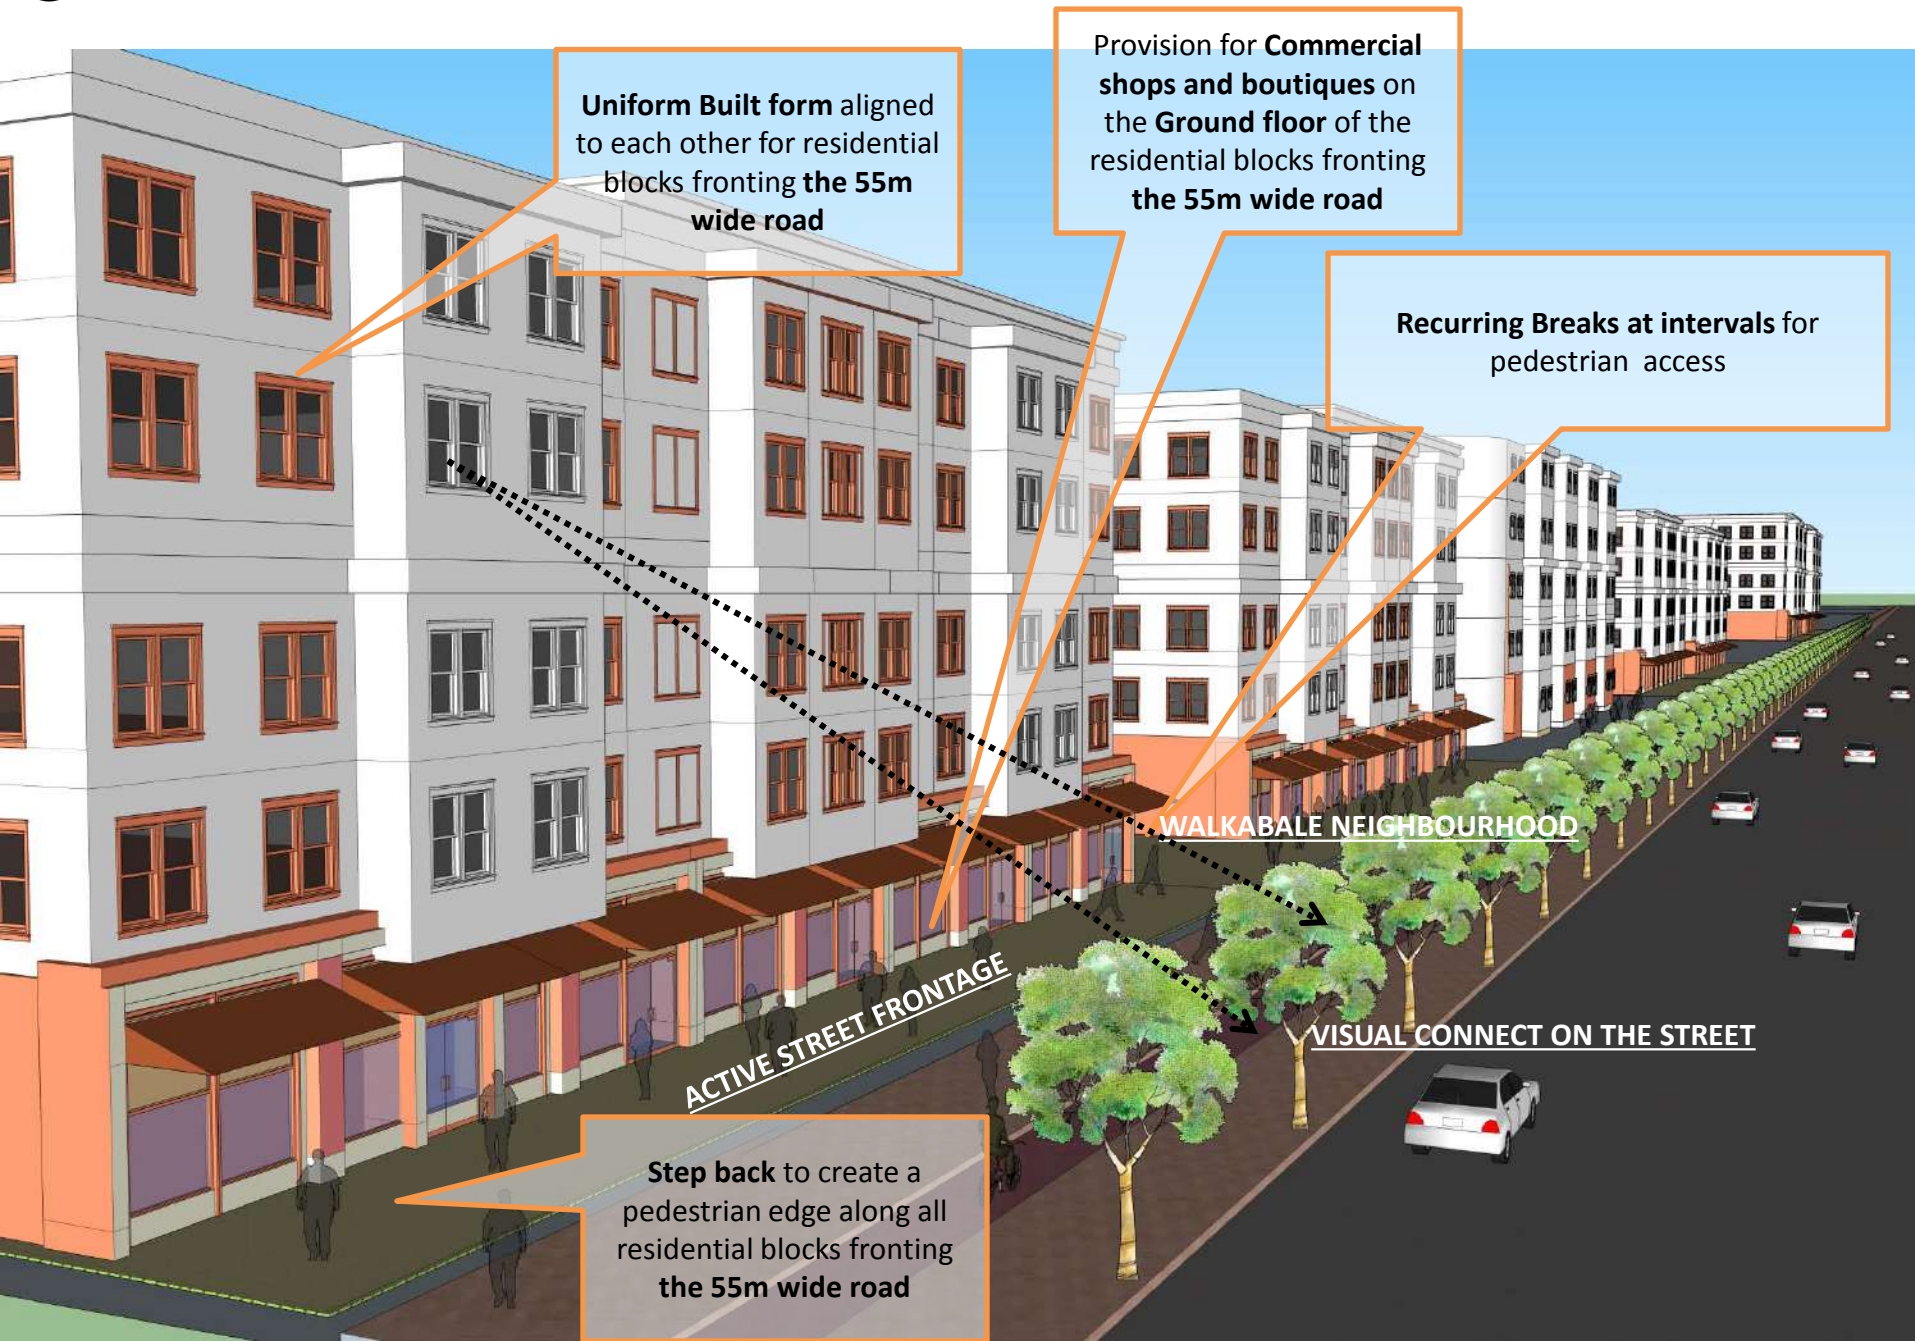 Uniform Built form aligned
to each other for residential
blocks fronting the 55m
wide road
Provision for Commercial
shops and boutiques on
the Ground floor of the
residential blocks fronting
the 55m wide road
Recurring Breaks at intervals for
pedestrian access
WALKABALE NEIGHBOURHOOD
ACTIVE STREET FRONTAGE
VISUAL CONNECT ON THE STREET
Step back to create a
pedestrian edge along all
residential blocks fronting
the 55m wide road